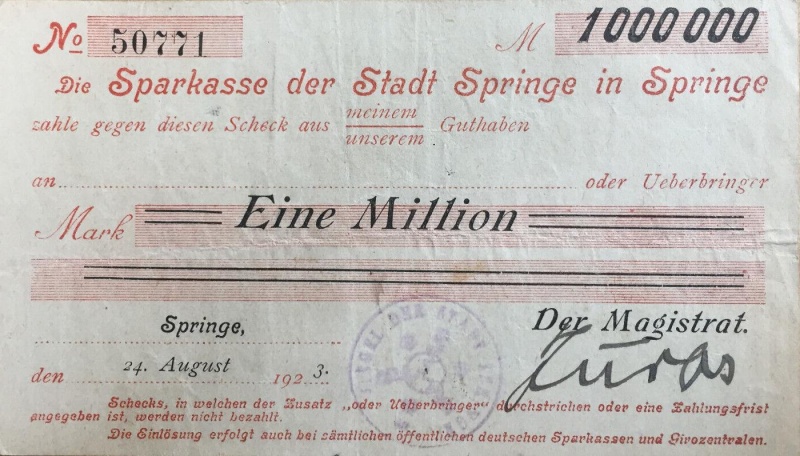 No 50771 M 1000000
Die Sparkasse der Stadt Springe in Springe
zahle gegen diesen Scheck aus meinem
unserem Guthaben
an oder Ueberbringer
Mark Eine Million
Springe, Der Magistrat.
den 24. August 1923.
Schecks, in welchen der Zusatz „oder Ueberbringer" durchstrichen oder eine Zahlungsfrist
angegeben ist, werden nicht bezahlt.
Die Einlösung erfolgt auch bei sämtlichen öffentlichen deutschen Sparkassen und Girozentralen.
DER STADT